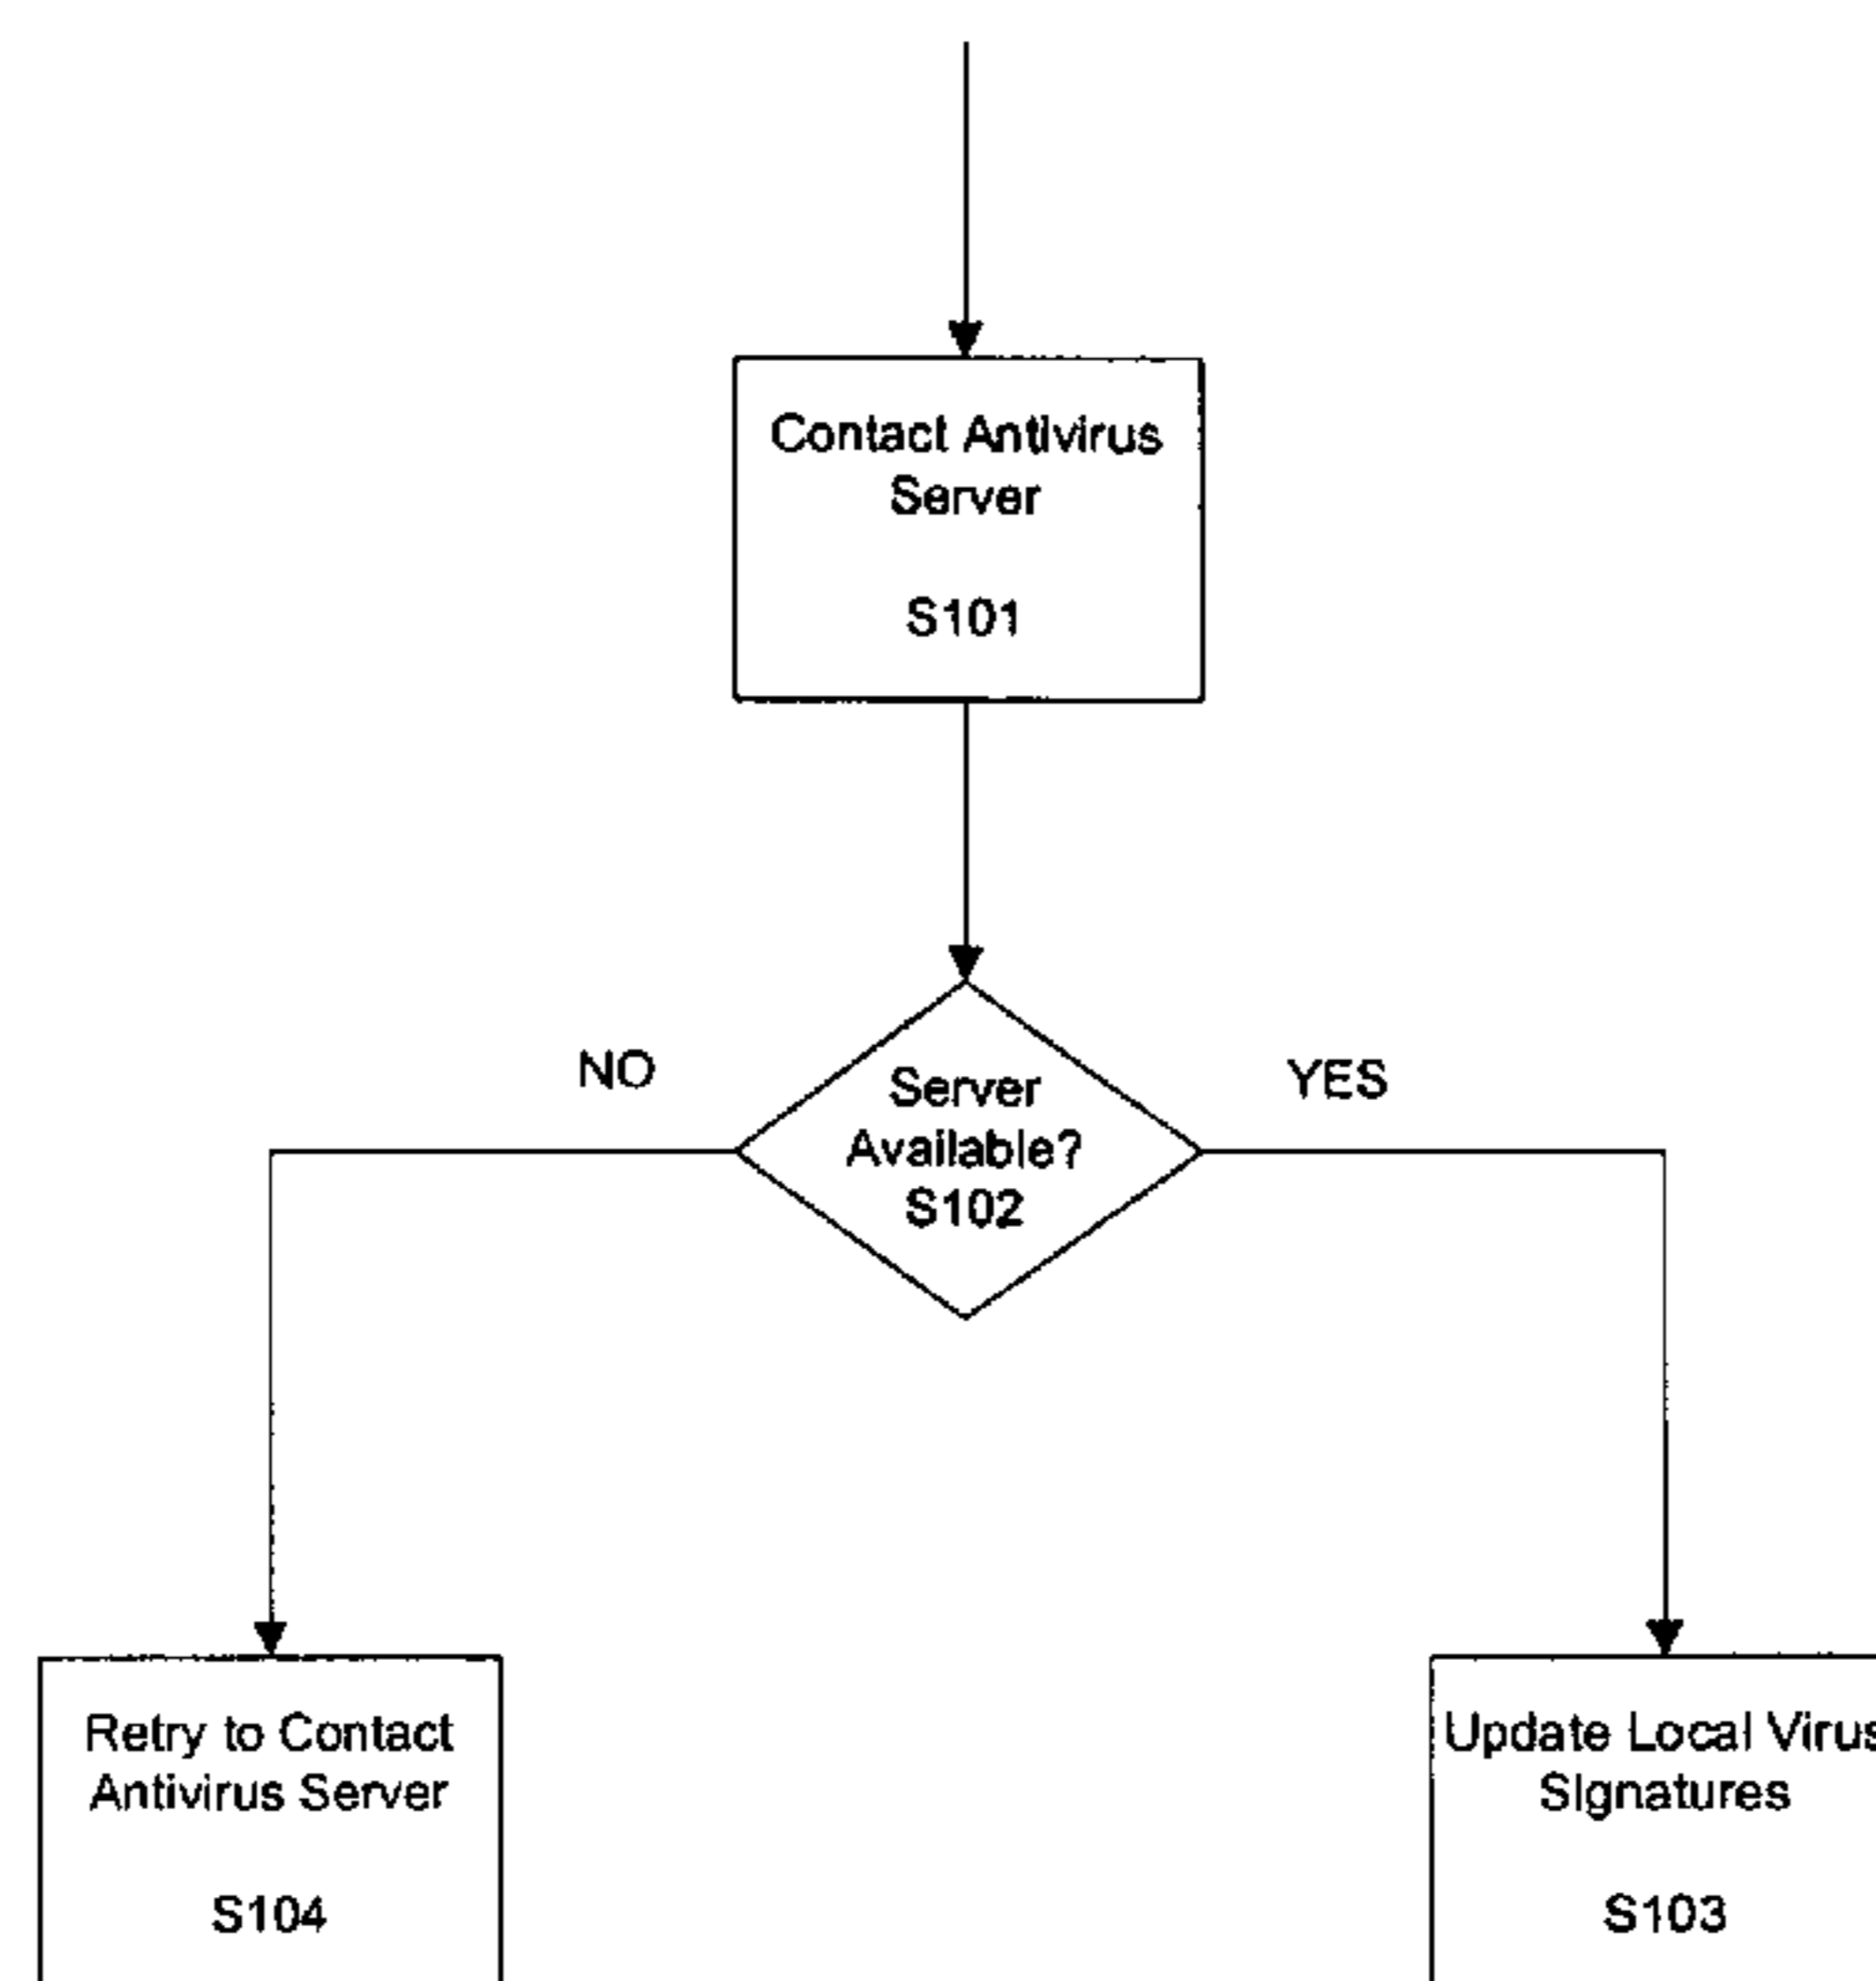 Contact Antivirus
Server
S101
NO
YES
Server
Available?
S102
Retry to Contact
Antivirus Server
S104
Update Local Virus
Signatures
S103